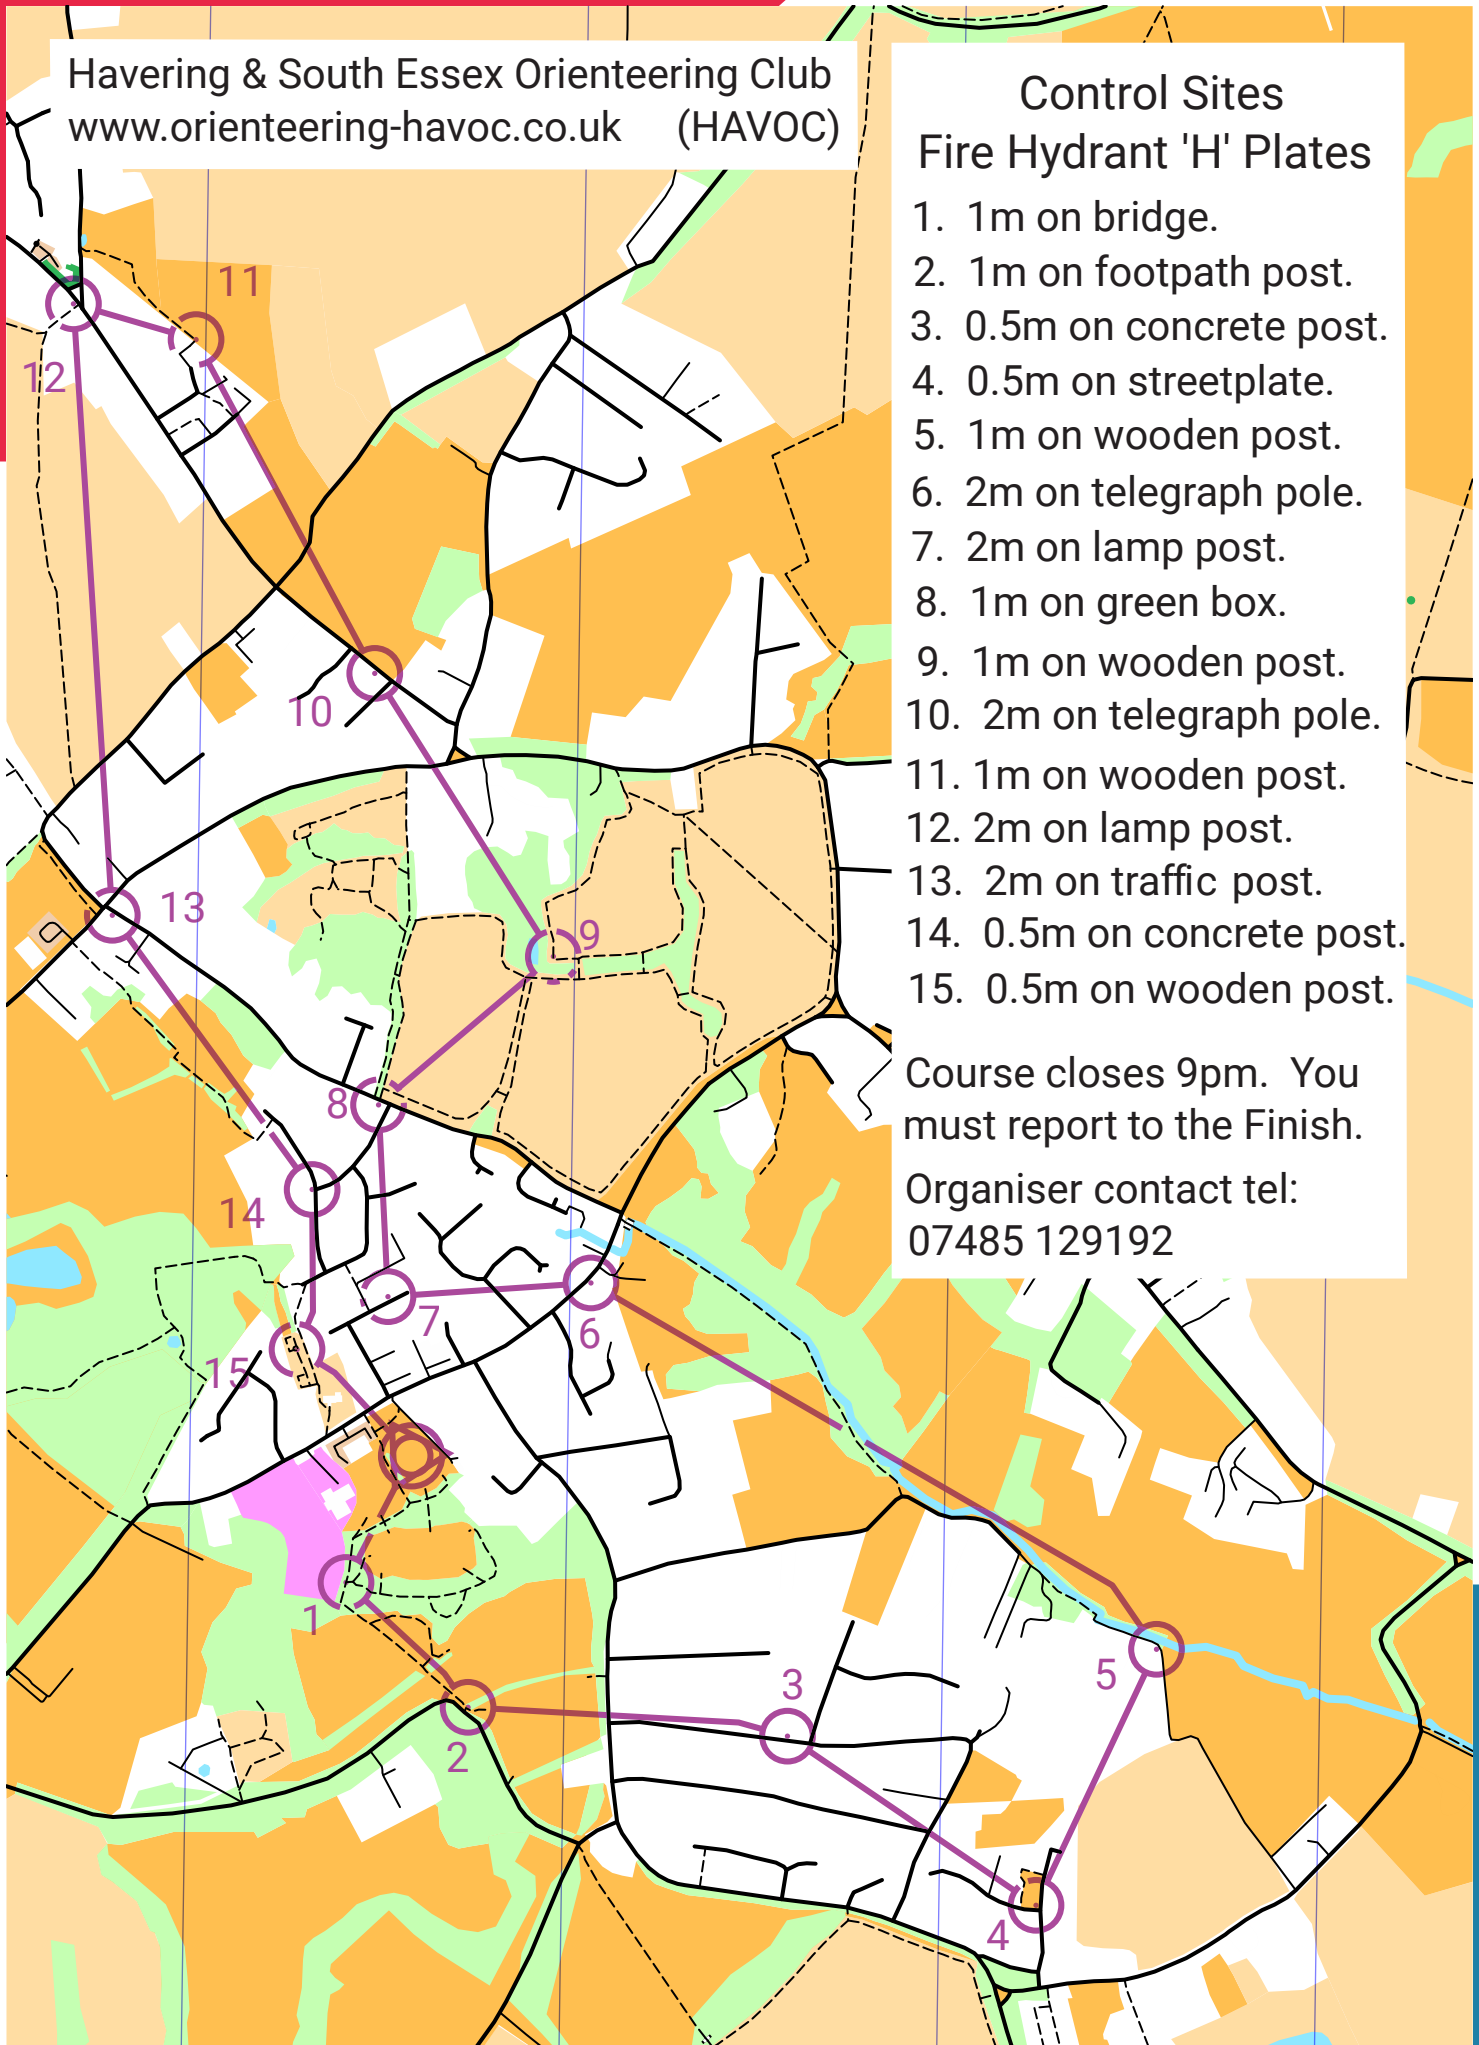 Havering & South Essex Orienteering Club
www.orienteering-havoc.co.uk (HAVOC)
Control Sites
Fire Hydrant 'H' Plates
1. 1m on bridge.
2. 1m on footpath post.
3. 0.5m on concrete post.
4. 0.5m on streetplate.
5. 1m on wooden post.
6. 2m on telegraph pole.
7. 2m on lamp post.
8. 1m on green box.
9. 1m on wooden post.
10. 2m on telegraph pole.
11. 1m on wooden post.
12. 2m on lamp post.
13. 2m on traffic post.
14. 0.5m on concrete post.
15. 0.5m on wooden post.
Course closes 9pm. You
must report to the Finish.
Organiser contact tel:
07485 129192
11
12
10
13
9
8
14
7
6
15
1
5
3
2
4